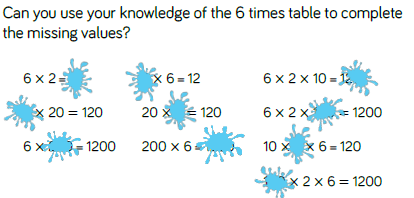 Can you use your knowledge of the 6 times table to complete
the missing values?
6 x 2 =
x 6 = 12
6 x 2 x 10 = 1
x 20 = 120
20 x = 120
6 x 2 x = 1200
6 x = 1200
200 x 6 =
10 x x 6 = 120
x 2 x 6 = 1200